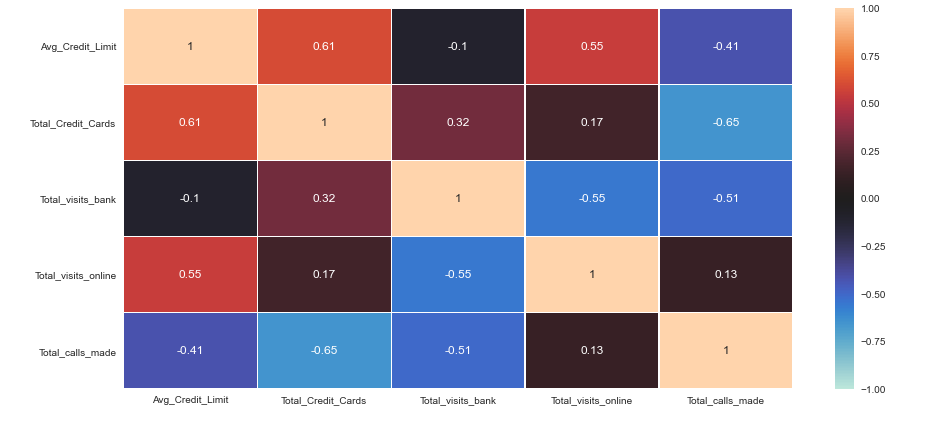 Avg_Credit_Limit 1 0.61 -0.1 0.55 -0.41
Total_Credit_Cards 0.61 1 0.32 0.17 -0.65
Total_visits_bank -0.1 0.32 1 -0.55 -0.51
Total_visits_online 0.55 0.17 -0.55 1 0.13
Total_calls_made -0.41 -0.65 -0.51 0.13 1
Avg_Credit_Limit Total_Credit_Cards Total_visits_bank Total_visits_online Total_calls_made
1.00
0.75
0.50
0.25
0.00
−0.25
−0.50
−0.75
−1.00